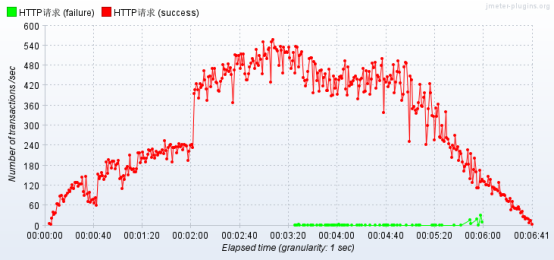 jmeter-plugins.org
HTTP请求 (failure) HTTP请求 (success)
Number of transactions /sec
600
540
480
420
360
300
240
180
120
60
0
00:00:00 00:00:40 00:01:20 00:02:00 00:02:40 00:03:20 00:04:00 00:04:40 00:05:20 00:06:00 00:06:41
Elapsed time (granularity: 1 sec)